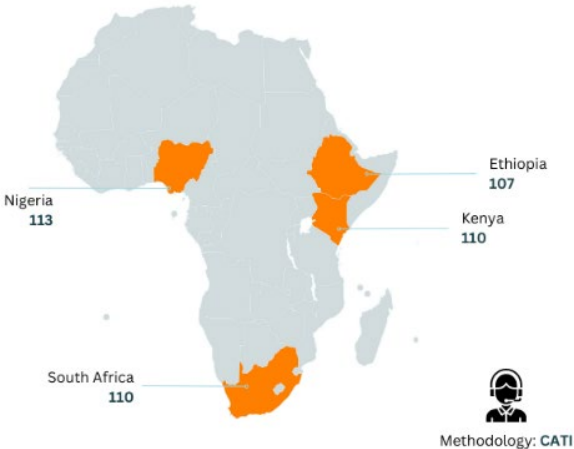 Ethiopia
107
Nigeria
113
Kenya
110
South Africa
110
Methodology: CATI